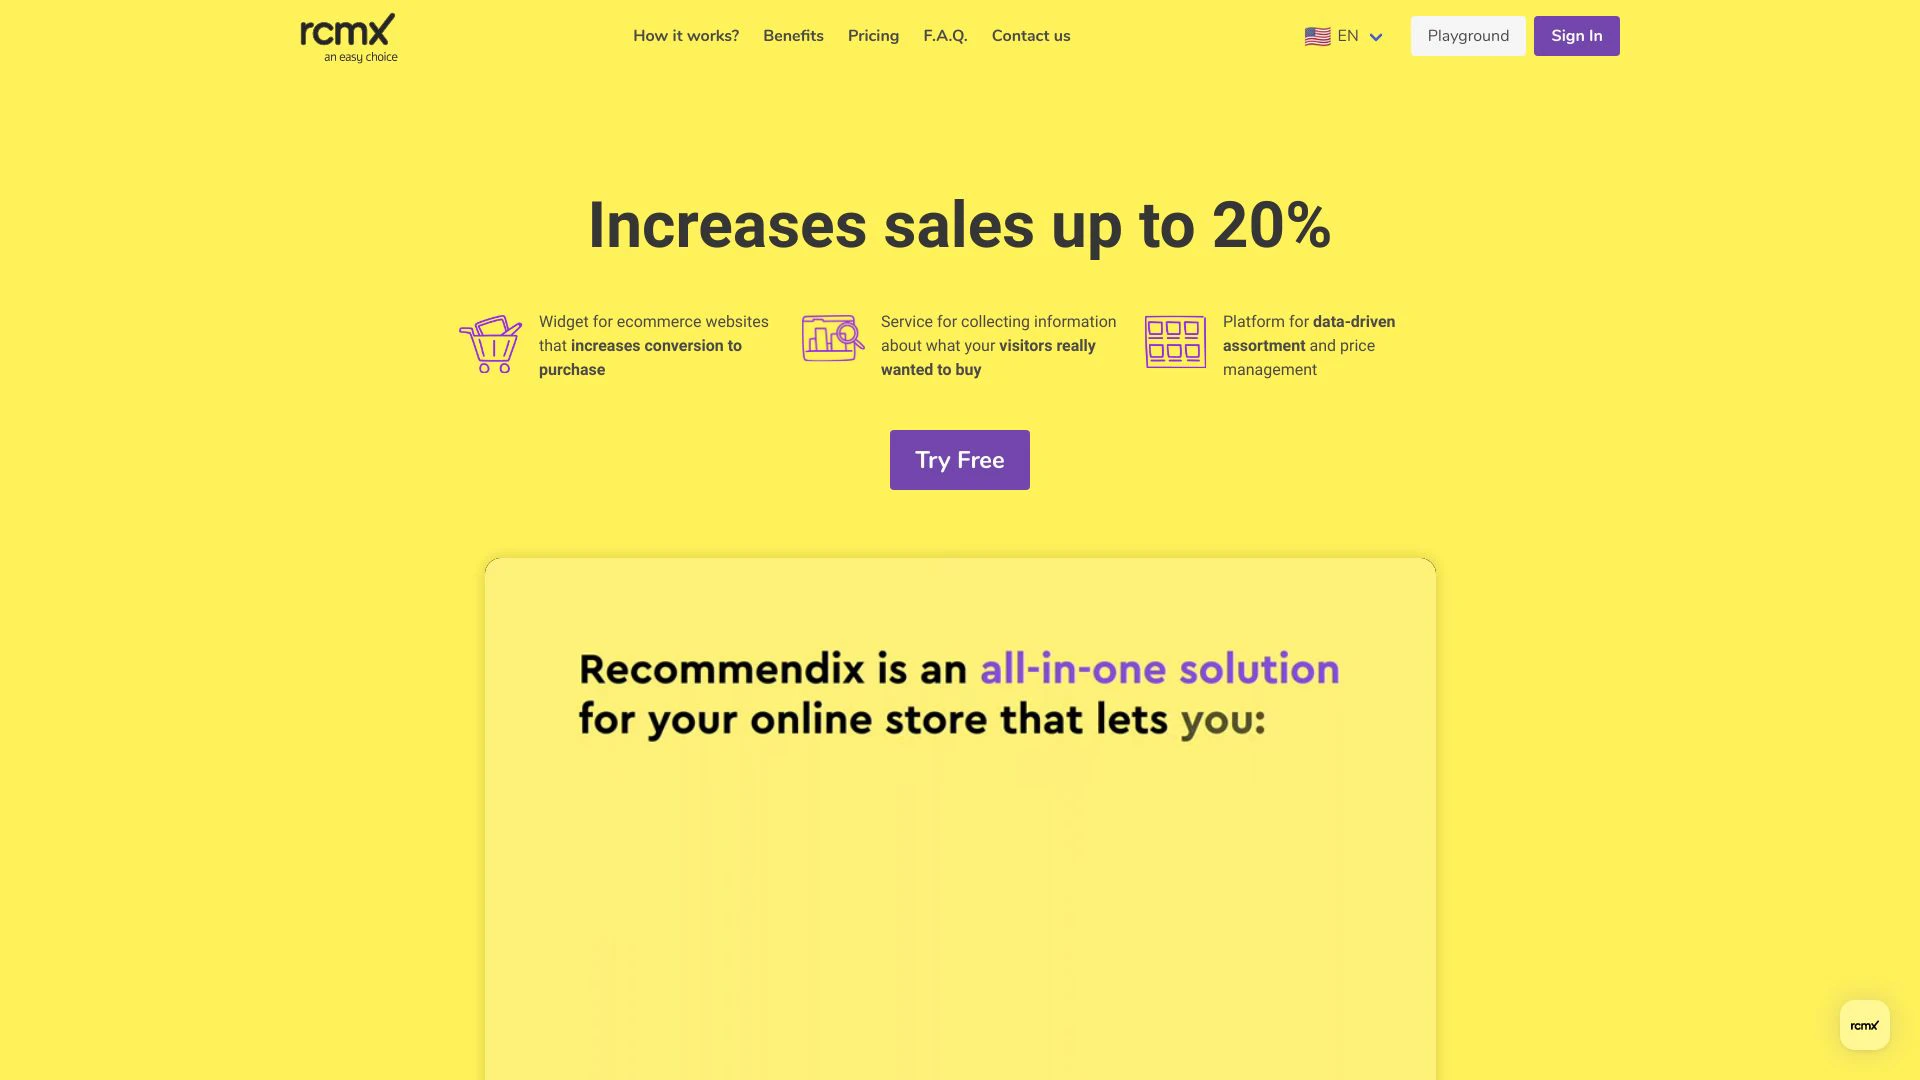 rcmx
an easy choice
How it works?
Benefits
Pricing
F.A.Q.
Contact us
EN
Playground
Sign In
Increases sales up to 20%
Widget for ecommerce websites
that increases conversion to
purchase
Service for collecting information
about what your visitors really
wanted to buy
Platform for data-driven
assortment and price
management
Try Free
Recommendix is an all-in-one solution
for your online store that lets you:
rcmx